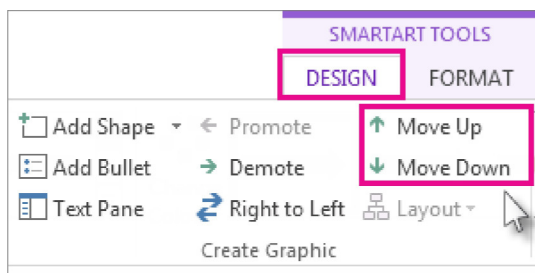 SMARTART TOOLS
DESIGN FORMAT
Add Shape Promote Move Up
Add Bullet Demote Move Down
Text Pane Right to Left Layout
Create Graphic